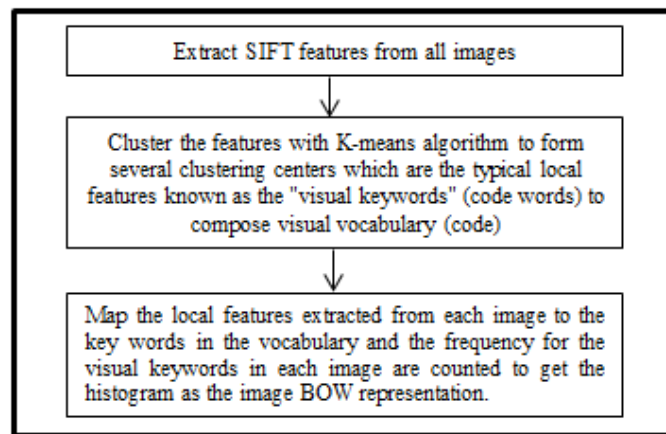 Extract SIFT features from all images
Cluster the features with K-means algorithm to form
several clustering centers which are the typical local
features known as the "visual keywords" (code words) to
compose visual vocabulary (code)
Map the local features extracted from each image to the
key words in the vocabulary and the frequency for the
visual keywords in each image are counted to get the
histogram as the image BOW representation.